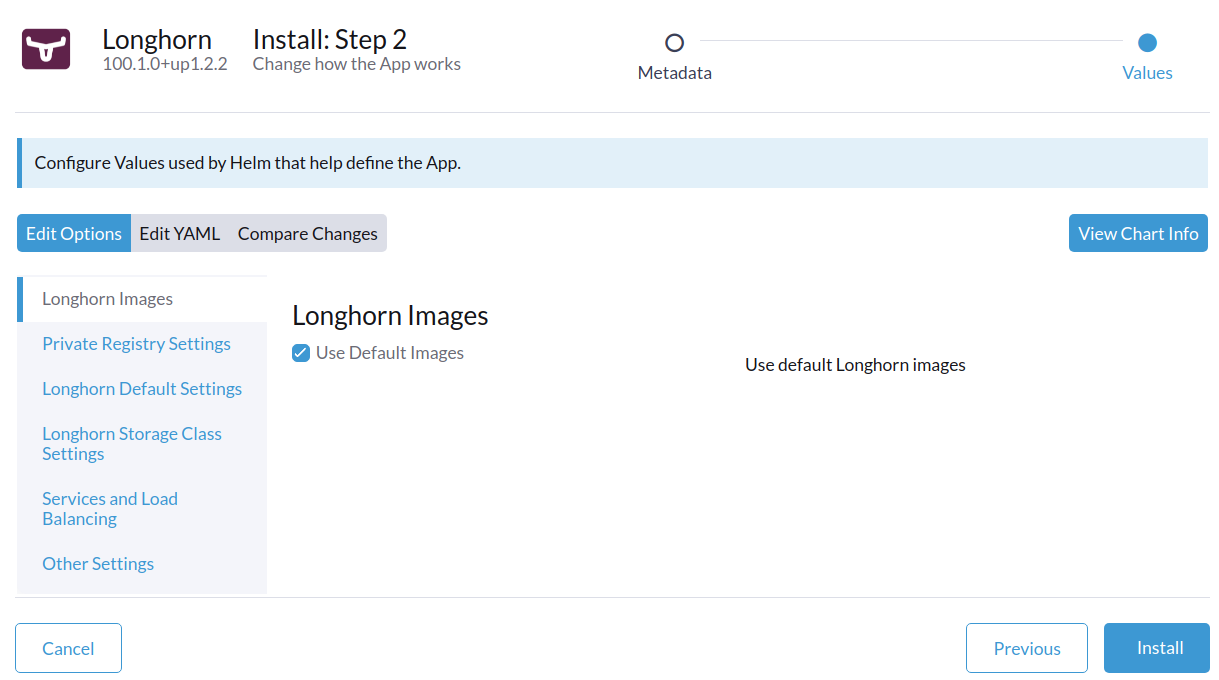 Longhorn
100.1.0+up1.2.2
Install: Step 2
Change how the App works
Metadata
Values
Configure Values used by Helm that help define the App.
Edit Options
Edit YAML
Compare Changes
View Chart Info
Longhorn Images
Private Registry Settings
Longhorn Default Settings
Longhorn Storage Class
Settings
Services and Load
Balancing
Other Settings
Longhorn Images
Use Default Images
Use default Longhorn images
Cancel
Previous
Install